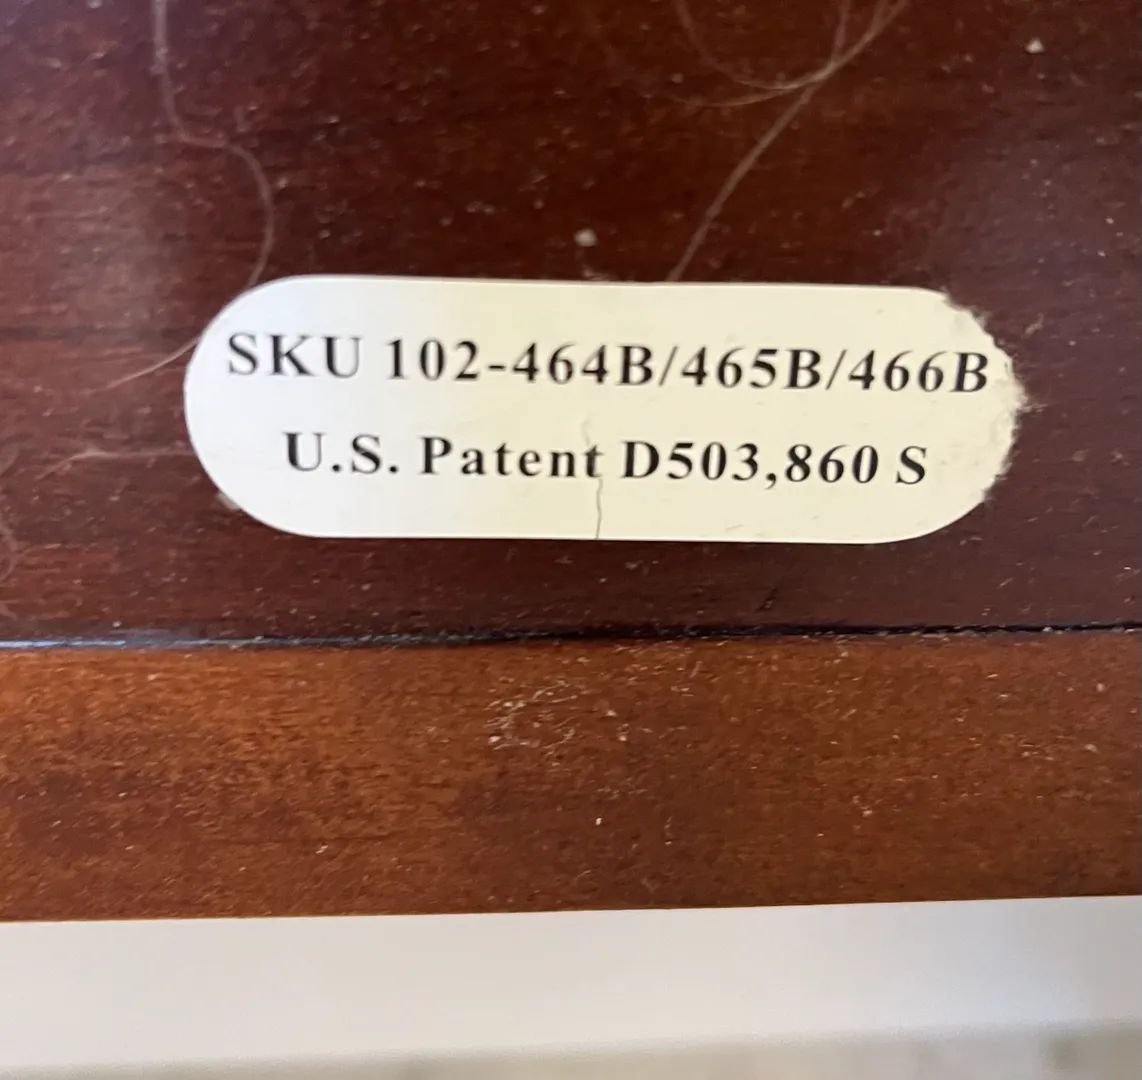 SKU 102-464B/465B/466B
U.S. Patent D503,860 S